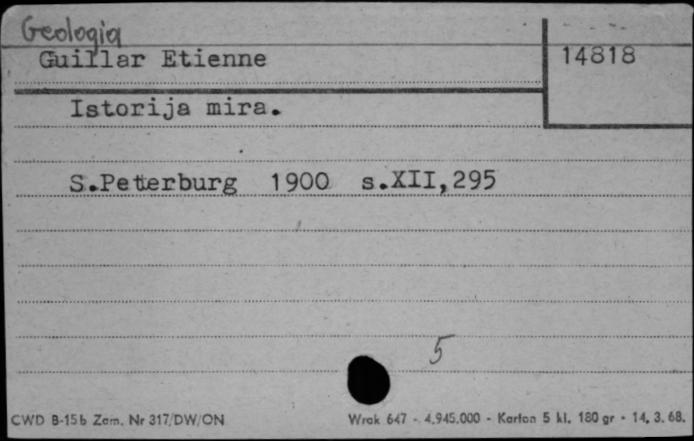 Geologia
Guillar Etienne
14818
Istorija mira.
S.Peterburg 1900 s.XII,295
5
CWD B-15b Zam. Nr 317/DW/ON Wrak 647 - 4.945.000 - Karton 5 kl. 180 gr - 14. 3. 68.